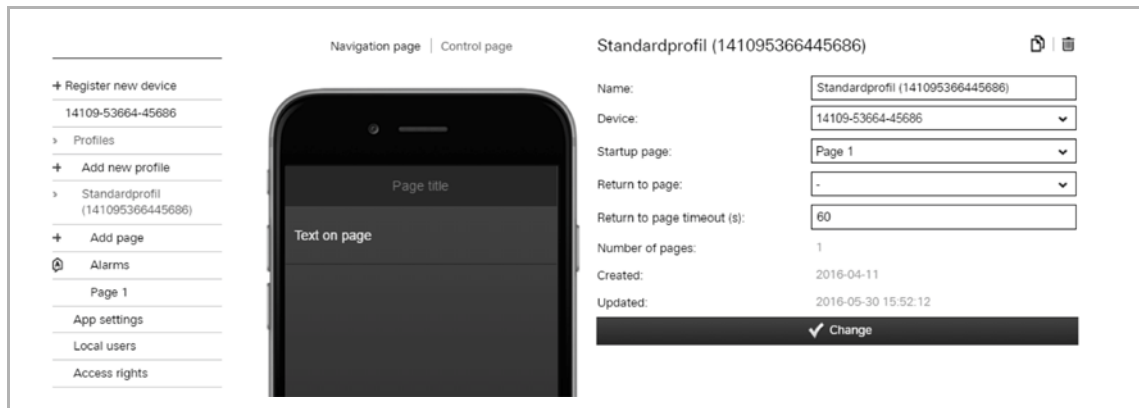 + Register new device
14109-53664-45686
› Profiles
+ Add new profile
› Standardprofil
(141095366445686)
+ Add page
Alarms
Page 1
App settings
Local users
Access rights
Navigation page | Control page
Page title
Text on page
Standardprofil (141095366445686)
Name: Standardprofil (141095366445686)
Device: 14109-53664-45686
Startup page: Page 1
Return to page: -
Return to page timeout (s): 60
Number of pages: 1
Created: 2016-04-11
Updated: 2016-05-30 15:52:12
Change